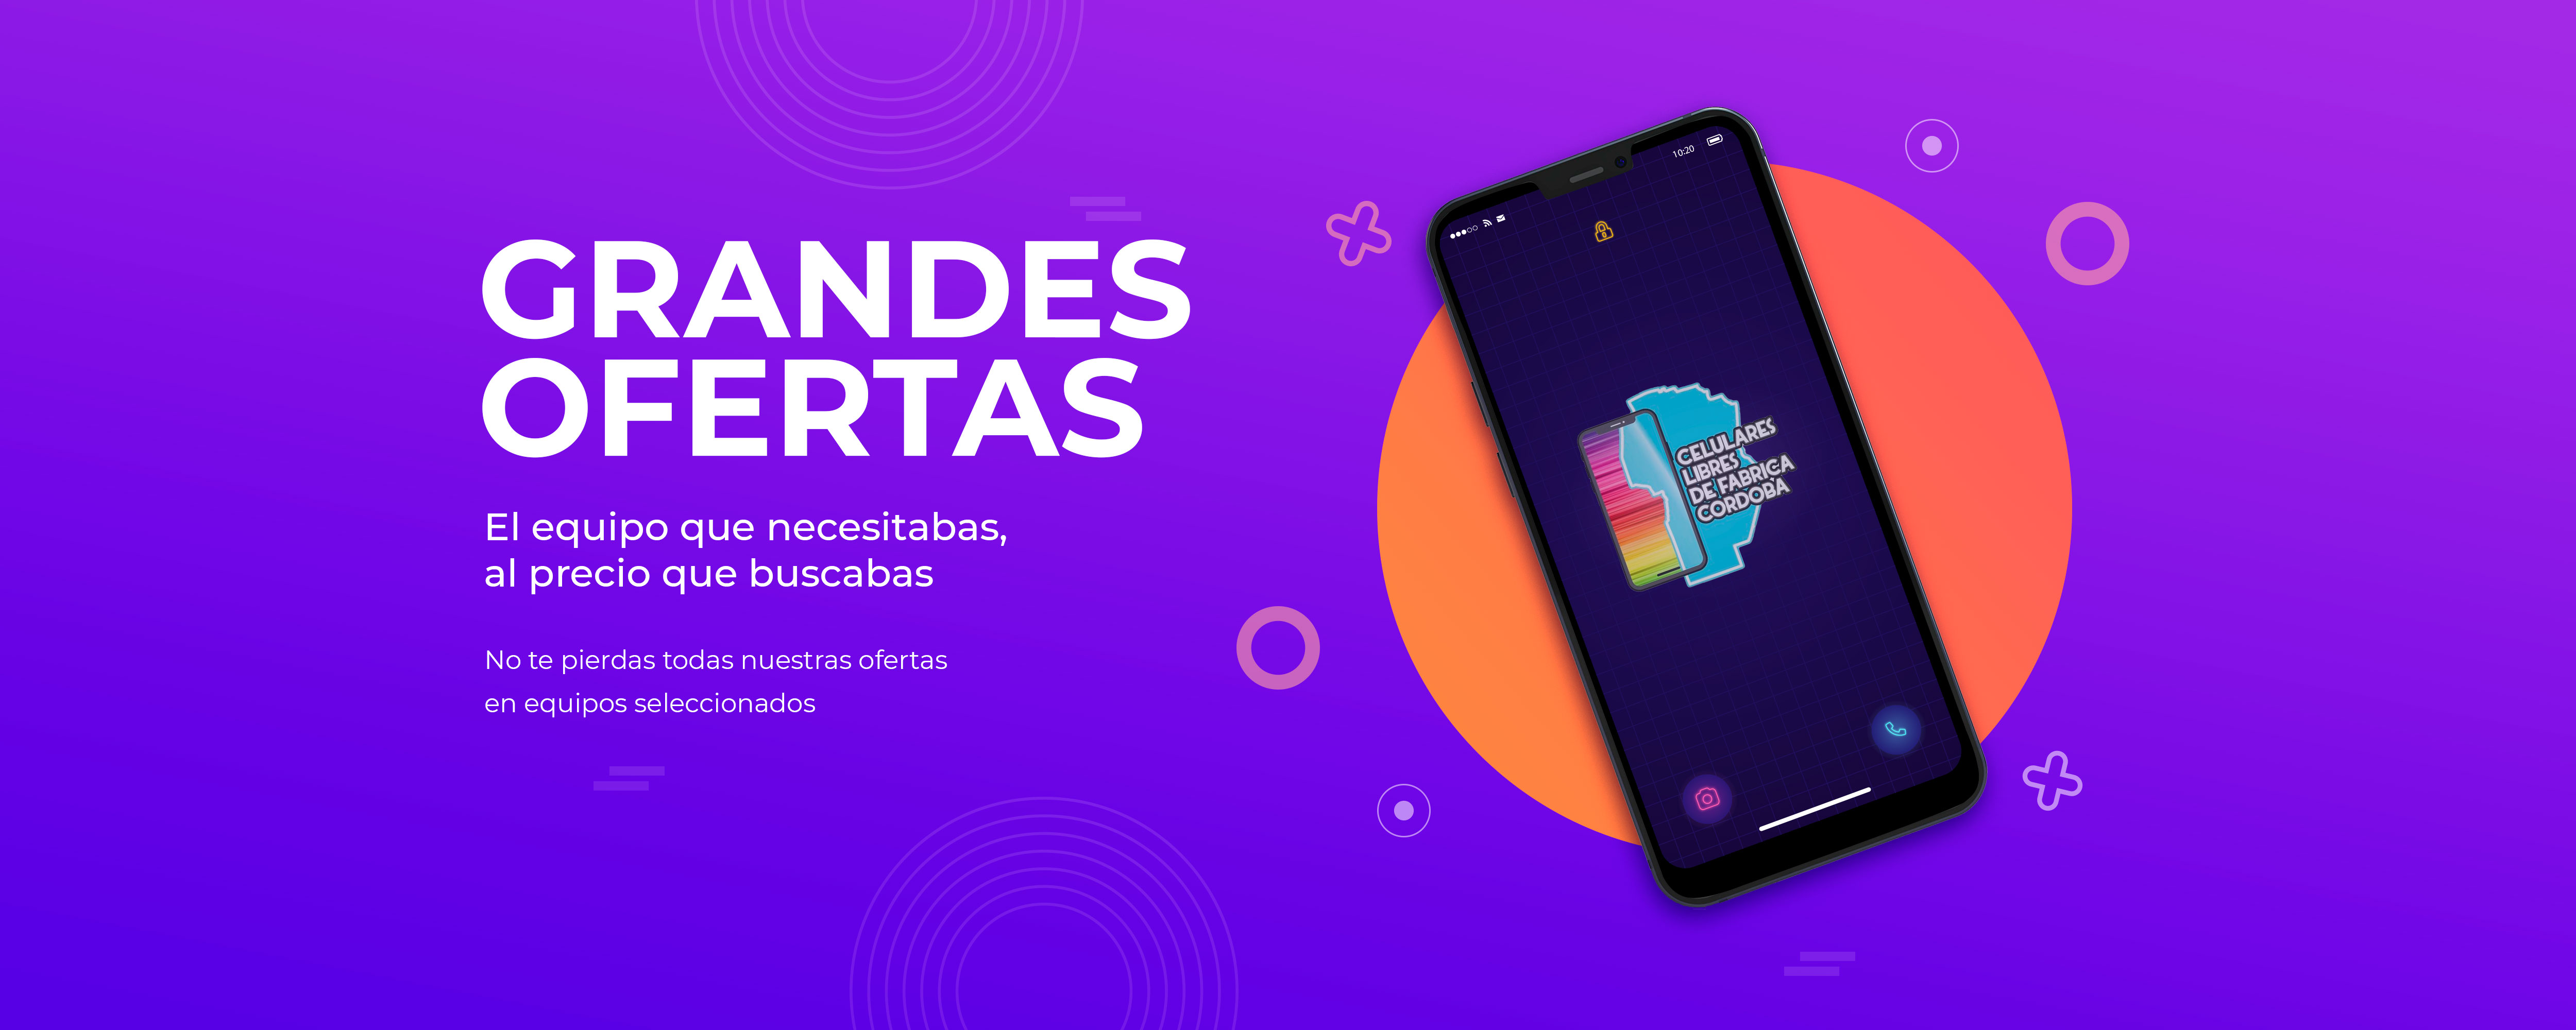 GRANDES
OFERTAS
El equipo que necesitabas,
al precio que buscabas
No te pierdas todas nuestras ofertas
en equipos seleccionados
10:20
CELULARES
LIBRES
DE FABRICA
CORDOBA